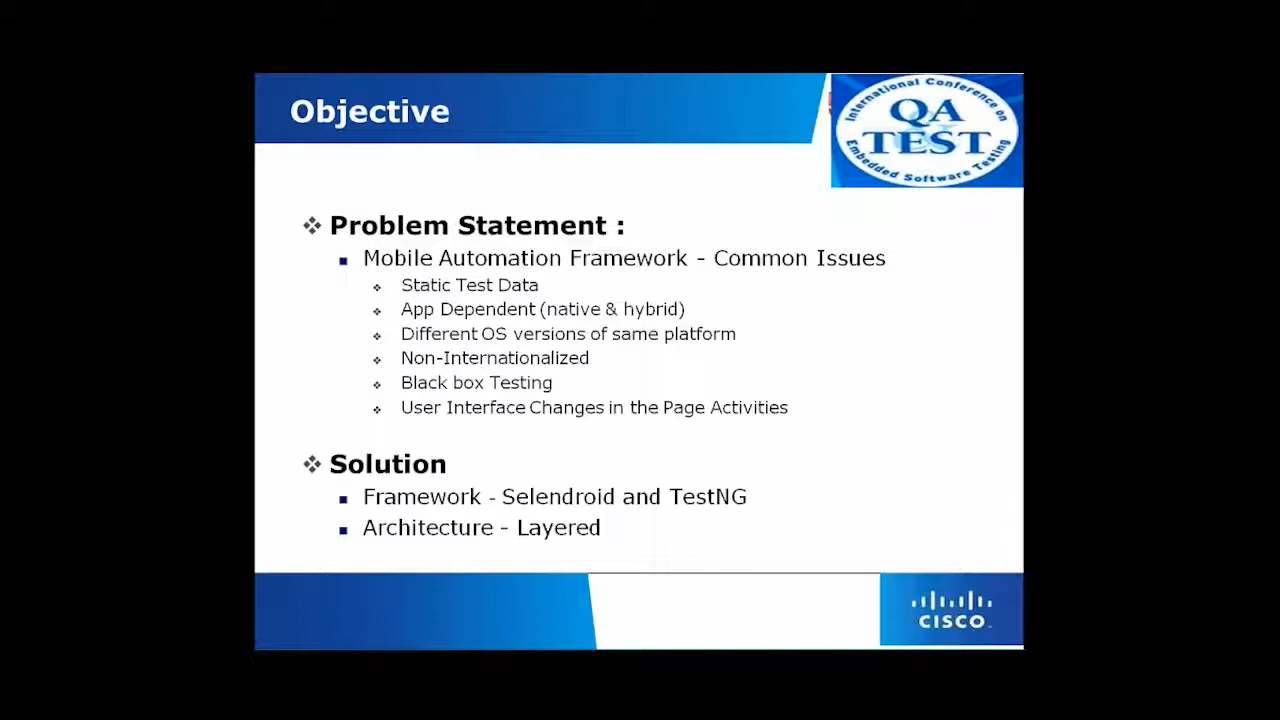 Objective
International Conference on
QA
&
TEST
Embedded Software Testing
Problem Statement :
Mobile Automation Framework - Common Issues
Static Test Data
App Dependent (native & hybrid)
Different OS versions of same platform
Non-Internationalized
Black box Testing
User Interface Changes in the Page Activities
Solution
Framework - Selendroid and TestNG
Architecture - Layered
CISCO